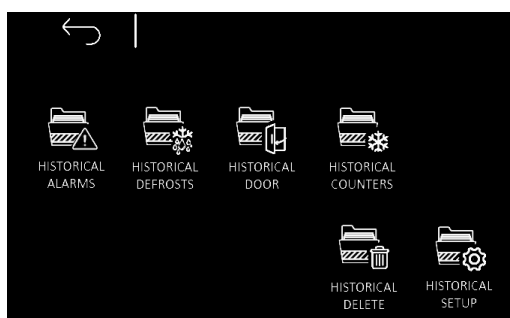 HISTORICAL
ALARMS
HISTORICAL
DEFROSTS
HISTORICAL
DOOR
HISTORICAL
COUNTERS
HISTORICAL
DELETE
HISTORICAL
SETUP